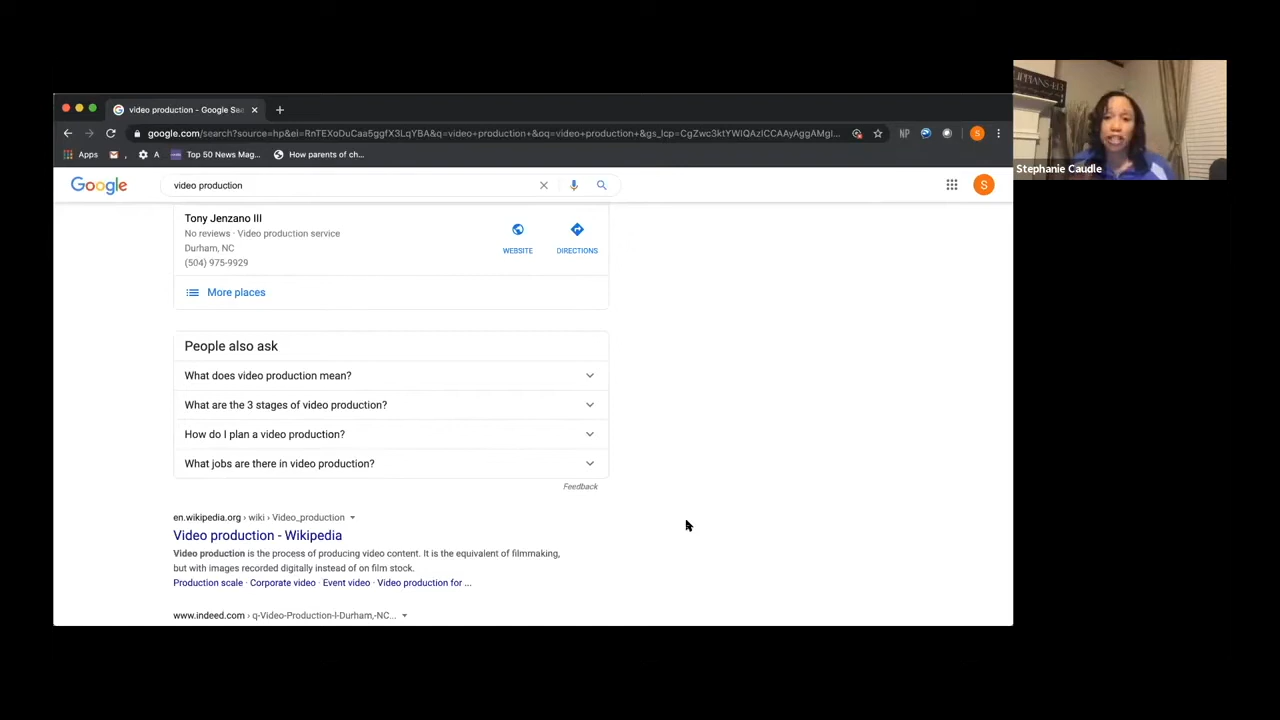 video production - Google Sea
google.com/search?source=hp&ei=RnTEXoDuCaa5ggfX3LqYBA&q=video+production+&oq=video+production+&gs_lcp=CgZwc3ktYWIQAzICCAAyAggAMgI...
Apps
A
Top 50 News Mag...
How parents of ch...
NP
S
Google
video production
S
Tony Jenzano III
No reviews · Video production service
Durham, NC
(504) 975-9929
WEBSITE
DIRECTIONS
More places
People also ask
What does video production mean?
What are the 3 stages of video production?
How do I plan a video production?
What jobs are there in video production?
Feedback
en.wikipedia.org › wiki › Video_production
Video production - Wikipedia
Video production is the process of producing video content. It is the equivalent of filmmaking,
but with images recorded digitally instead of on film stock.
Production scale · Corporate video · Event video · Video production for ...
www.indeed.com › q-Video-Production-l-Durham,-NC...
Stephanie Caudle